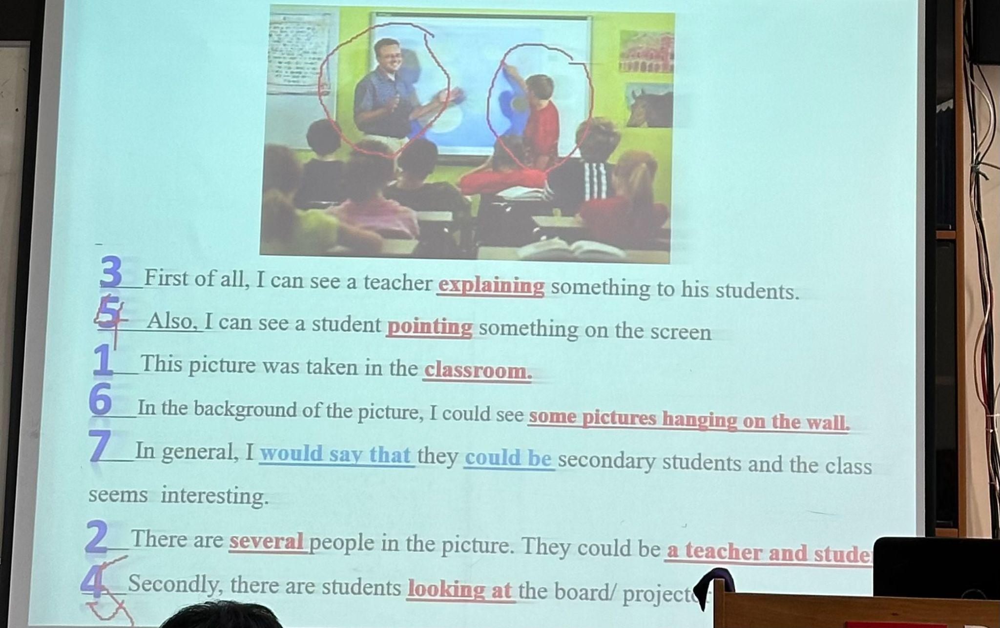 3 First of all, I can see a teacher explaining something to his students.
5 Also, I can see a student pointing something on the screen
1 This picture was taken in the classroom.
6 In the background of the picture, I could see some pictures hanging on the wall.
7 In general, I would say that they could be secondary students and the class
seems interesting.
2 There are several people in the picture. They could be a teacher and
4 Secondly, there are students looking at the board/